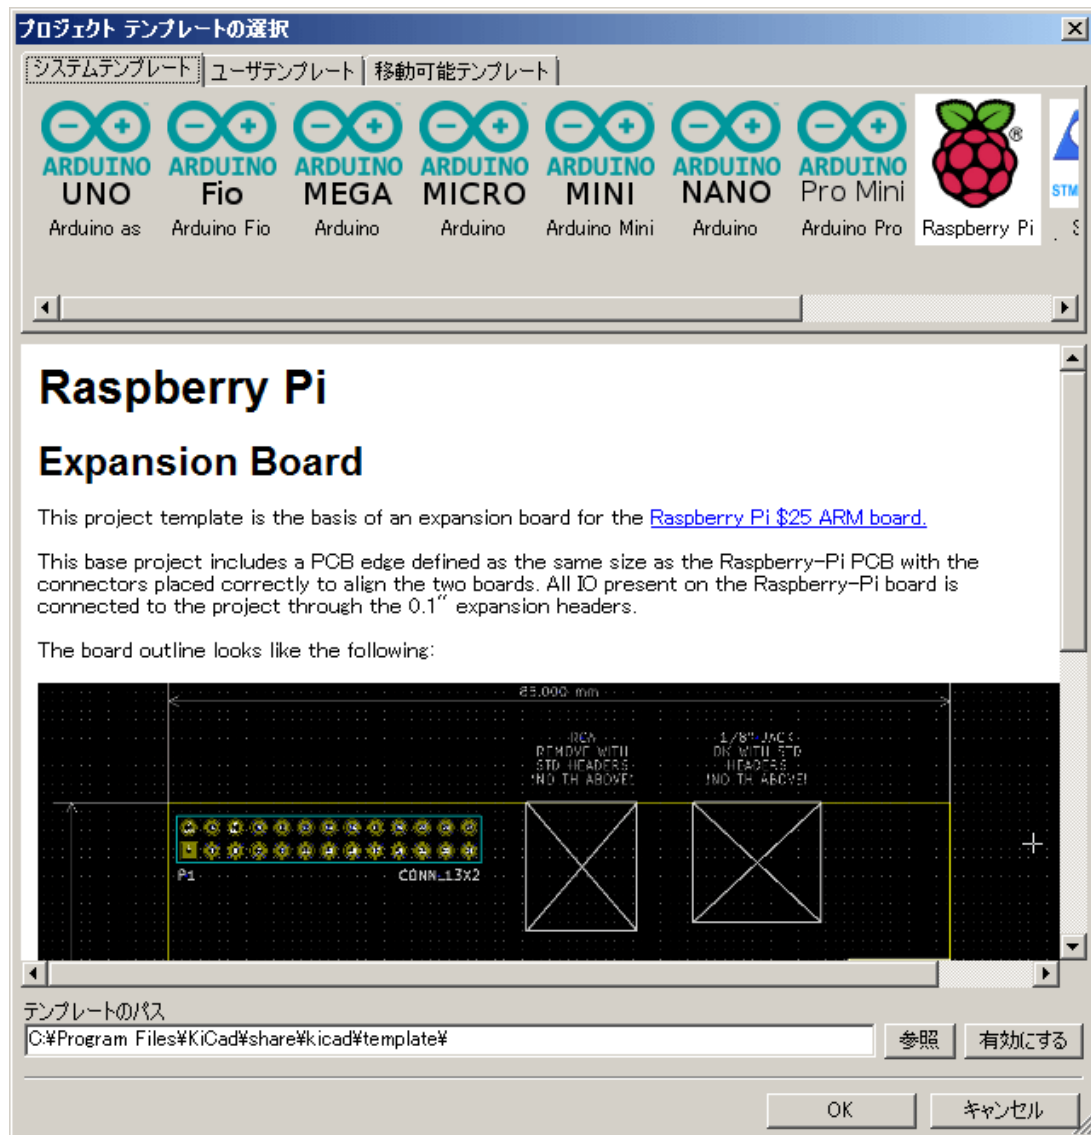 プロジェクト テンプレートの選択
システムテンプレート ユーザテンプレート 移動可能テンプレート
ARDUINO ARDUINO ARDUINO ARDUINO ARDUINO ARDUINO ARDUINO ®
UNO Fio MEGA MICRO MINI NANO Pro Mini STM
Arduino as Arduino Fio Arduino Arduino Arduino Mini Arduino Arduino Pro Raspberry Pi
Raspberry Pi
Expansion Board
This project template is the basis of an expansion board for the Raspberry Pi $25 ARM board.
This base project includes a PCB edge defined as the same size as the Raspberry-Pi PCB with the
connectors placed correctly to align the two boards. All IO present on the Raspberry-Pi board is
connected to the project through the 0.1" expansion headers.
The board outline looks like the following:
85.000 mm
RCA
REMOVE WITH
STD HEADERS
!NO TH ABOVE!
1/8" JACK
OK WITH STD
HEADERS
!NO TH ABOVE!
P1 CONN_13X2
テンプレートのパス
C:¥Program Files¥KiCad¥share¥kicad¥template¥
参照 有効にする
OK キャンセル